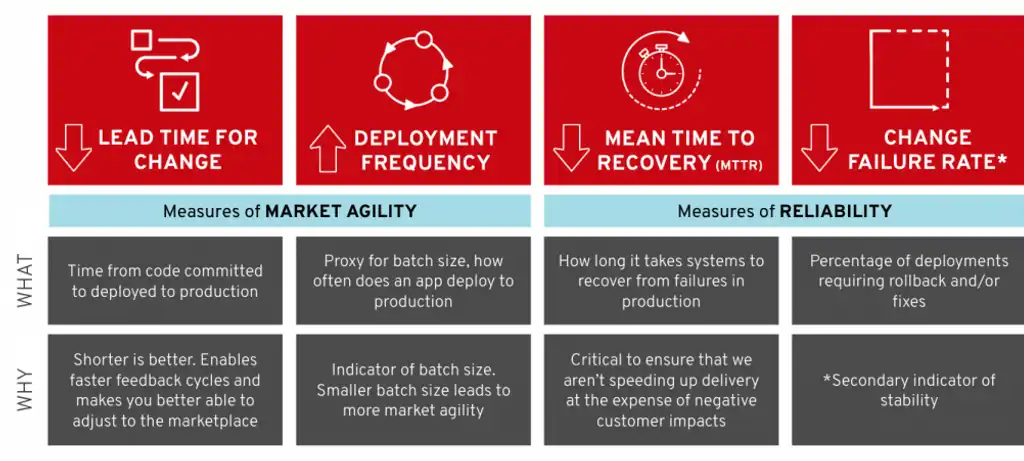 LEAD TIME FOR
CHANGE
DEPLOYMENT
FREQUENCY
MEAN TIME TO
RECOVERY (MTTR)
CHANGE
FAILURE RATE*
Measures of MARKET AGILITY
Measures of RELIABILITY
WHAT
Time from code committed
to deployed to production
Proxy for batch size, how
often does an app deploy to
production
How long it takes systems to
recover from failures in
production
Percentage of deployments
requiring rollback and/or
fixes
WHY
Shorter is better. Enables
faster feedback cycles and
makes you better able to
adjust to the marketplace
Indicator of batch size.
Smaller batch size leads to
more market agility
Critical to ensure that we
aren't speeding up delivery
at the expense of negative
customer impacts
*Secondary indicator of
stability